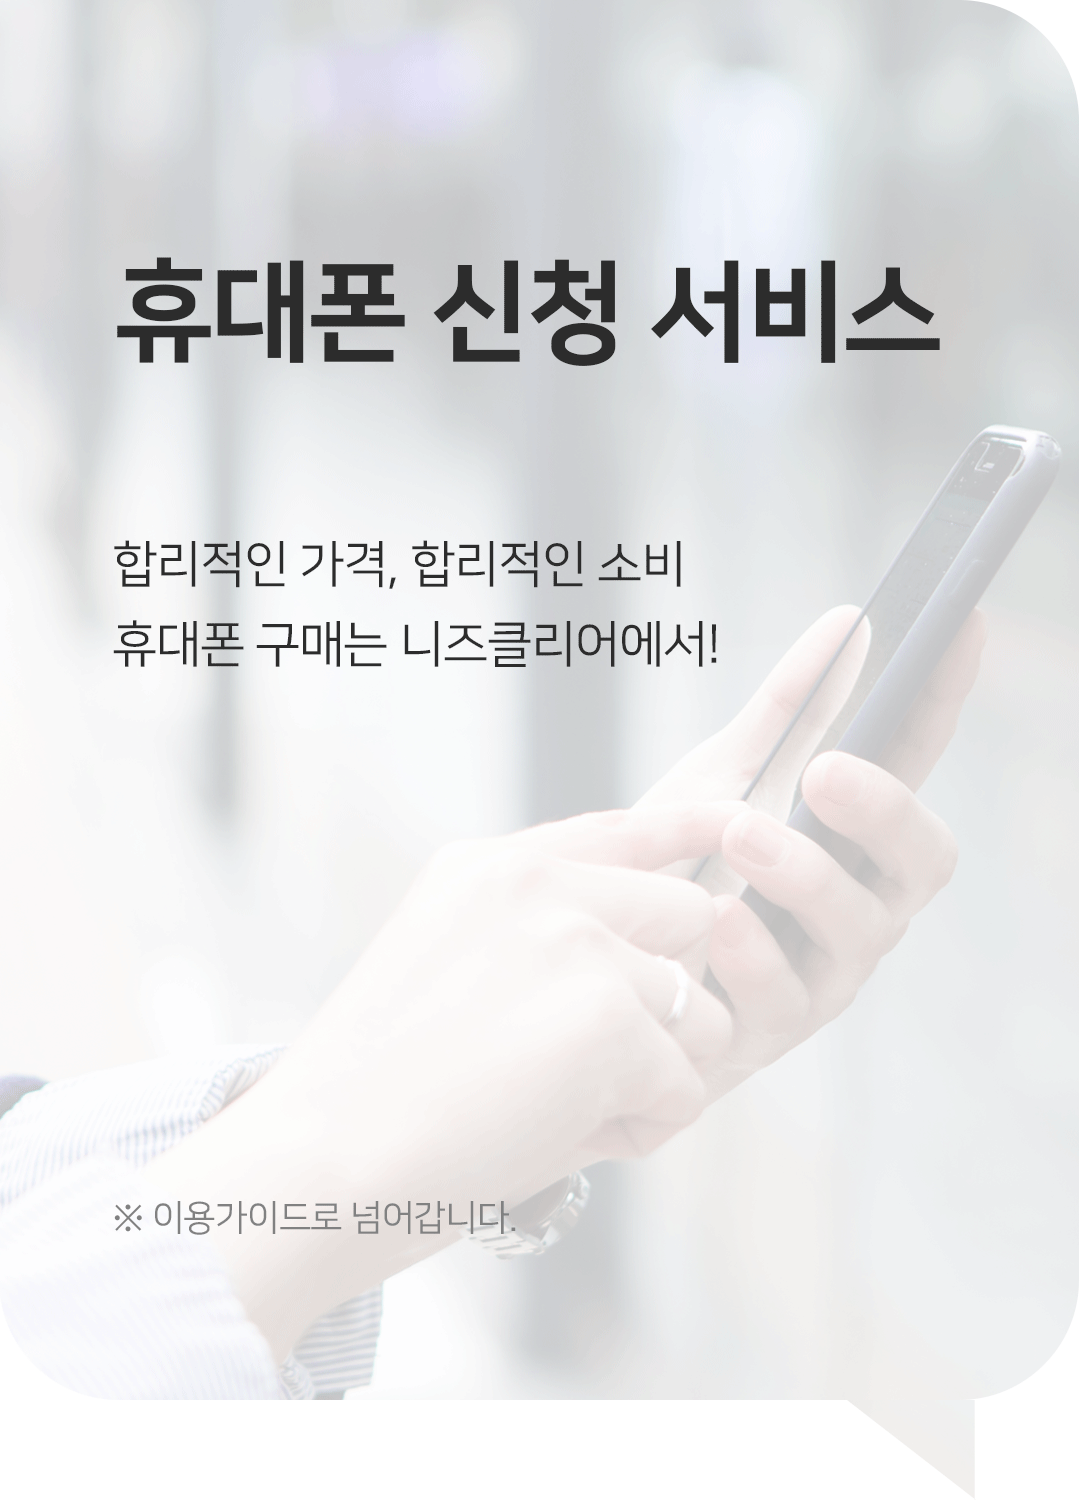 휴대폰 신청 서비스
합리적인 가격, 합리적인 소비
휴대폰 구매는 니즈클리어에서!
※ 이용가이드로 넘어갑니다.